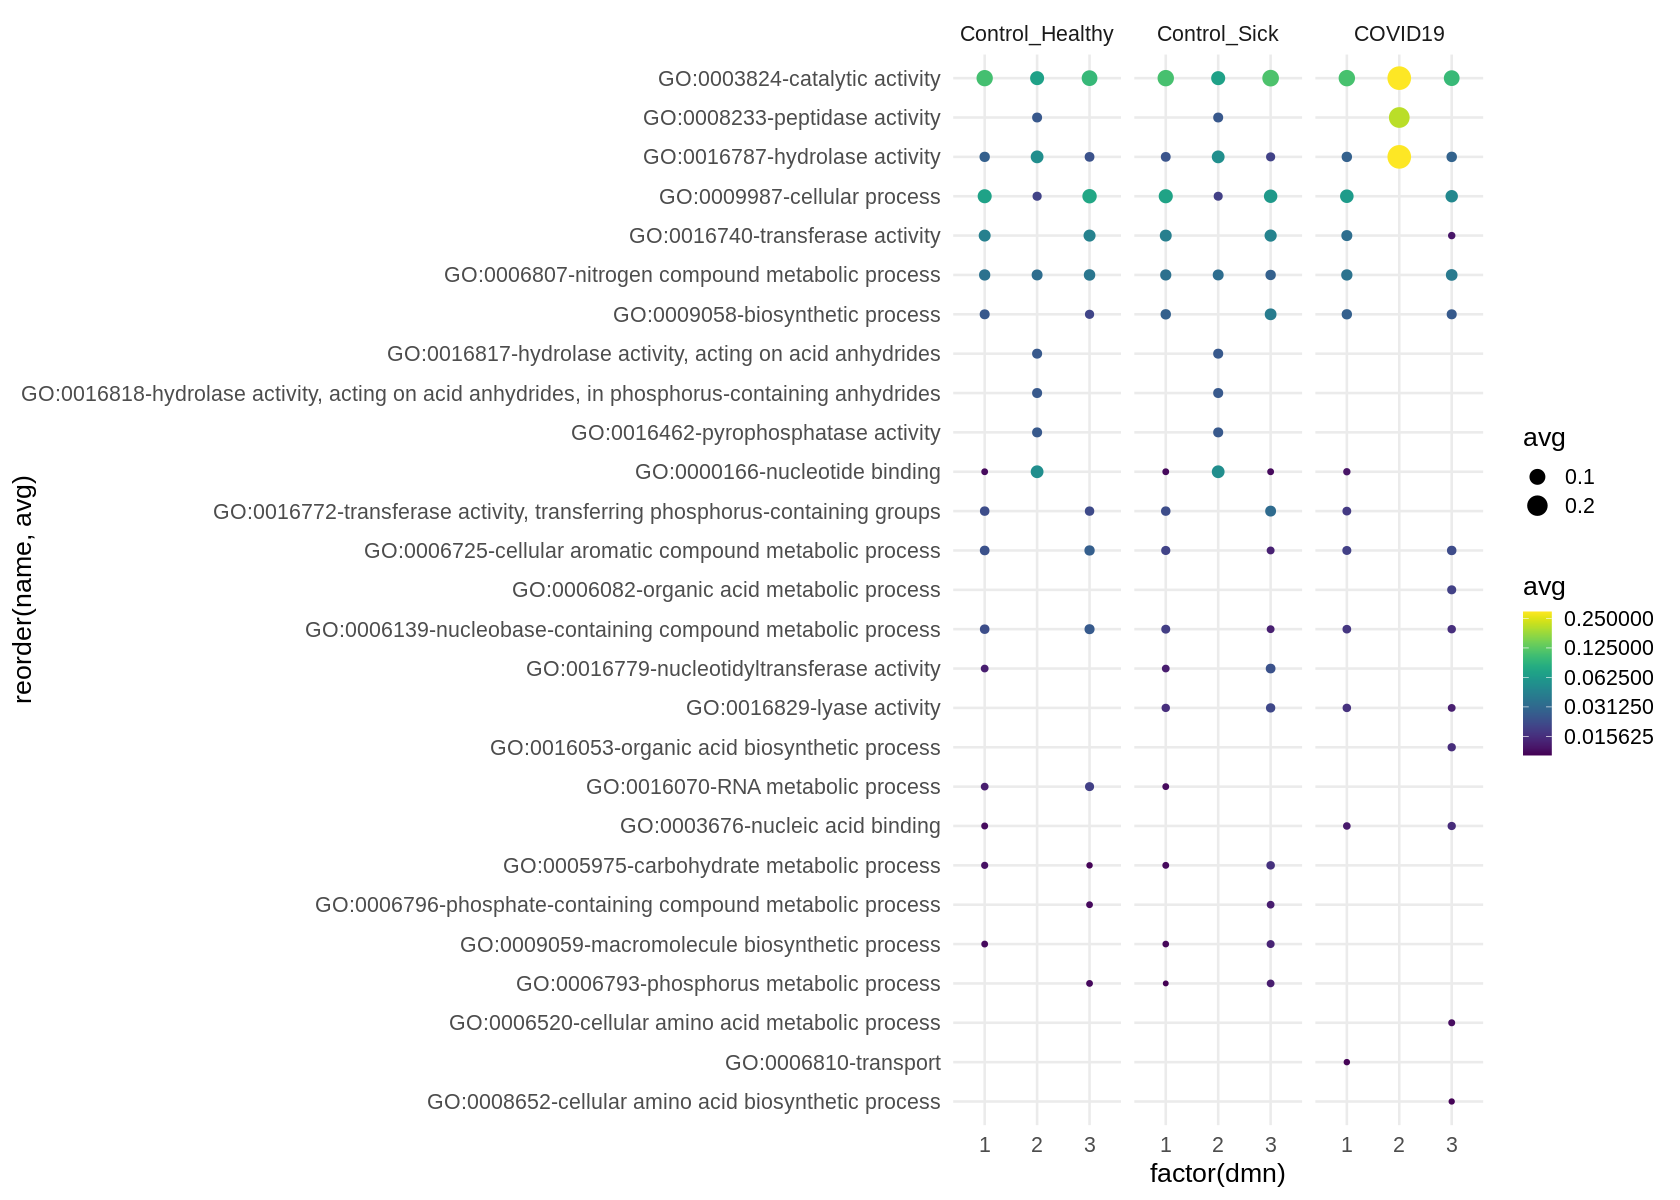 Control_Healthy Control_Sick COVID19
GO:0003824-catalytic activity
GO:0008233-peptidase activity
GO:0016787-hydrolase activity
GO:0009987-cellular process
GO:0016740-transferase activity
GO:0006807-nitrogen compound metabolic process
GO:0009058-biosynthetic process
GO:0016817-hydrolase activity, acting on acid anhydrides
GO:0016818-hydrolase activity, acting on acid anhydrides, in phosphorus-containing anhydrides
GO:0016462-pyrophosphatase activity
GO:0000166-nucleotide binding
GO:0016772-transferase activity, transferring phosphorus-containing groups
GO:0006725-cellular aromatic compound metabolic process
GO:0006082-organic acid metabolic process
GO:0006139-nucleobase-containing compound metabolic process
GO:0016779-nucleotidyltransferase activity
GO:0016829-lyase activity
GO:0016053-organic acid biosynthetic process
GO:0016070-RNA metabolic process
GO:0003676-nucleic acid binding
GO:0005975-carbohydrate metabolic process
GO:0006796-phosphate-containing compound metabolic process
GO:0009059-macromolecule biosynthetic process
GO:0006793-phosphorus metabolic process
GO:0006520-cellular amino acid metabolic process
GO:0006810-transport
GO:0008652-cellular amino acid biosynthetic process
reorder(name, avg)
1 2 3 1 2 3 1 2 3
factor(dmn)
avg
0.1
0.2
avg
0.250000
0.125000
0.062500
0.031250
0.015625